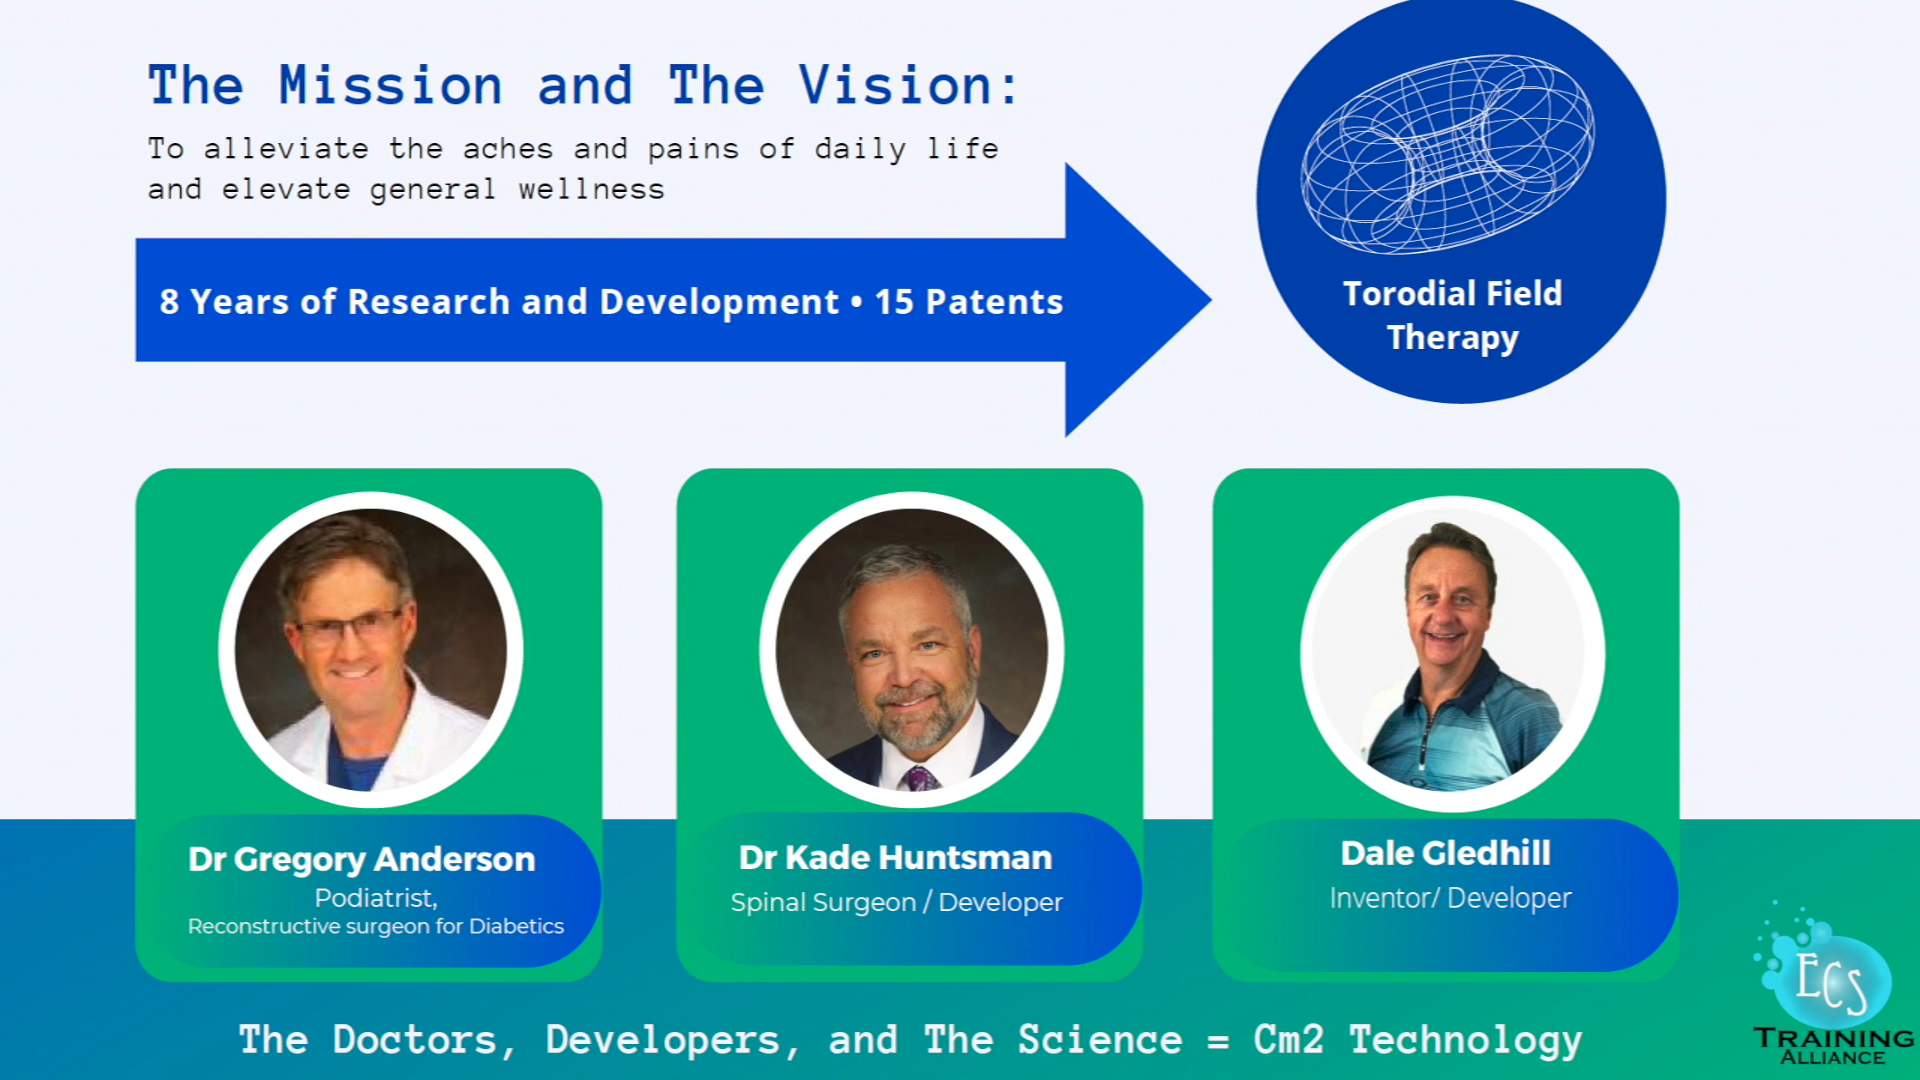 The Mission and The Vision:
To alleviate the aches and pains of daily life
and elevate general wellness
8 Years of Research and Development • 15 Patents
Torodial Field
Therapy
Dr Gregory Anderson
Podiatrist,
Reconstructive surgeon for Diabetics
Dr Kade Huntsman
Spinal Surgeon / Developer
Dale Gledhill
Inventor/ Developer
The Doctors, Developers, and The Science = Cm2 Technology
ECS
TRAINING
ALLIANCE